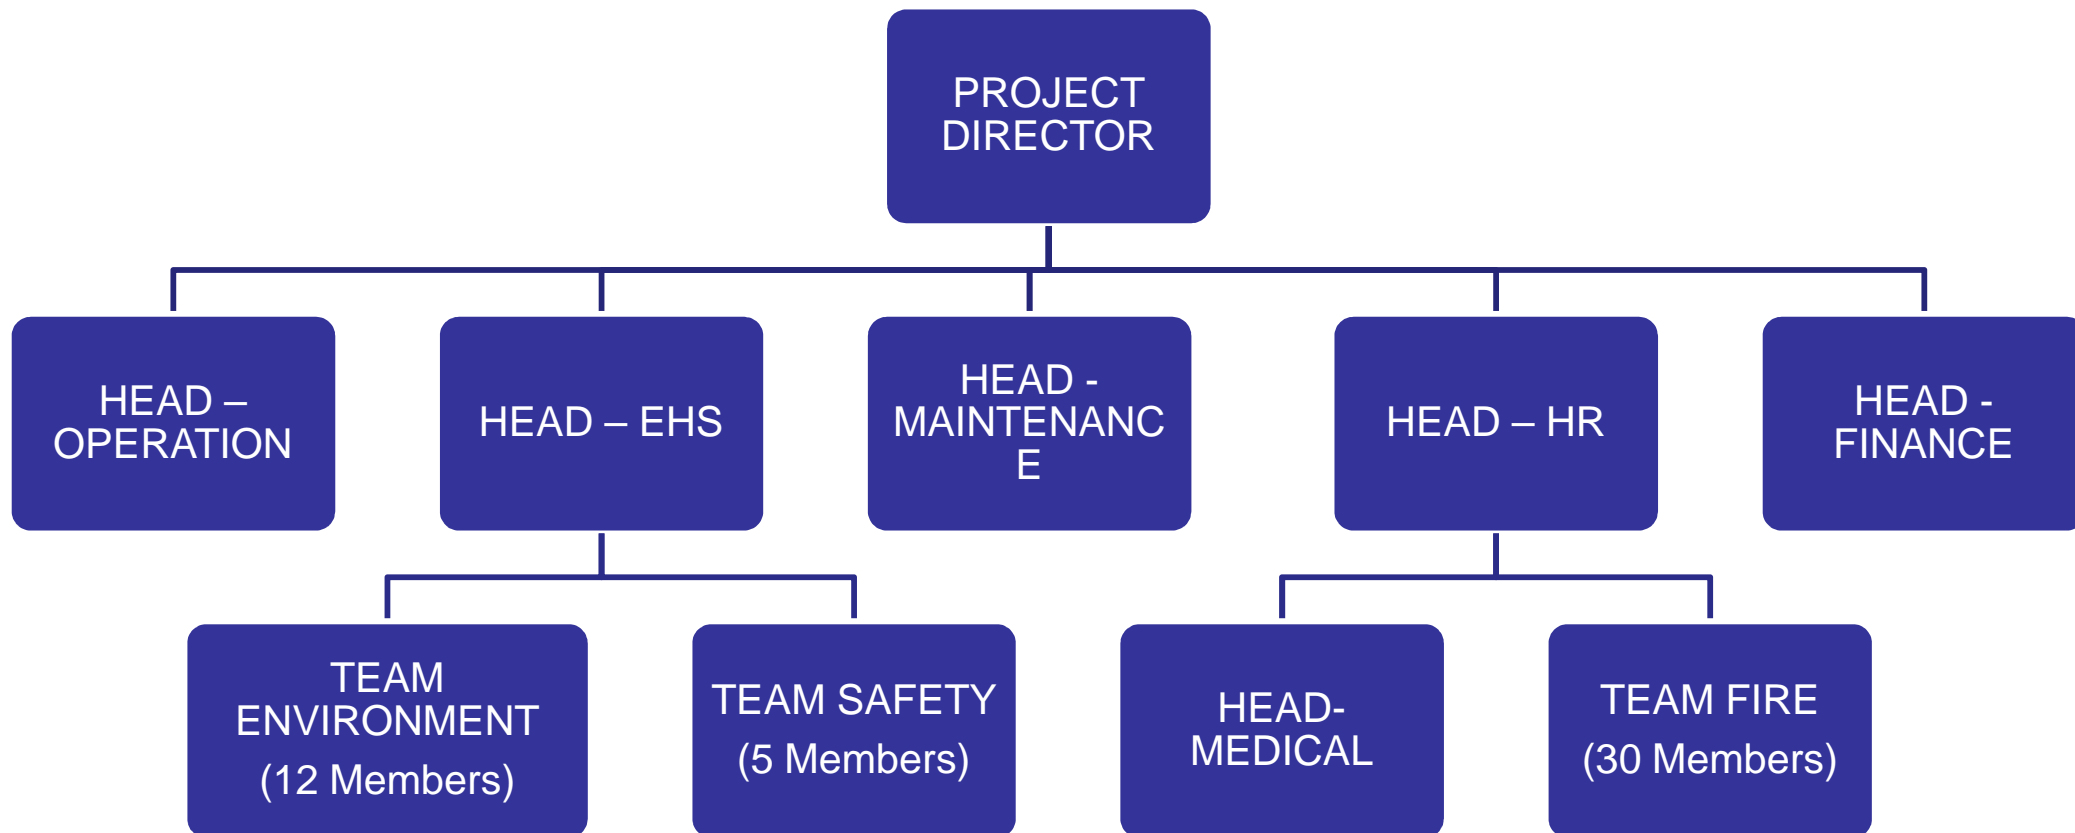 PROJECT
DIRECTOR
HEAD –
OPERATION
HEAD – EHS
HEAD -
MAINTENANC
E
HEAD – HR
HEAD -
FINANCE
TEAM
ENVIRONMENT
(12 Members)
TEAM SAFETY
(5 Members)
HEAD-
MEDICAL
TEAM FIRE
(30 Members)